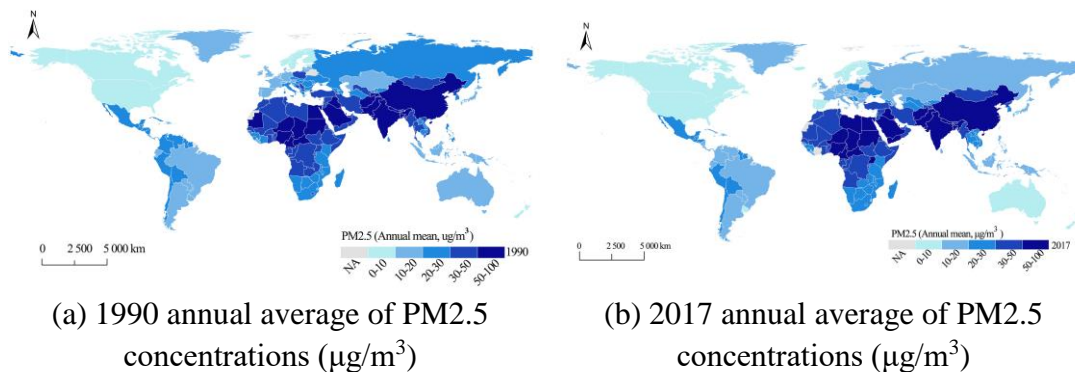 N
PM2.5 (Annual mean, ug/m³)
1990
NA
0-10
10-20
20-30
30-50
50-100
0 2 500 5 000 km
(a) 1990 annual average of PM2.5
concentrations (μg/m³)
N
PM2.5 (Annual mean, μg/m³)
2017
NA
0-10
10-20
20-30
30-50
50-100
0 2 500 5 000 km
(b) 2017 annual average of PM2.5
concentrations (μg/m³)